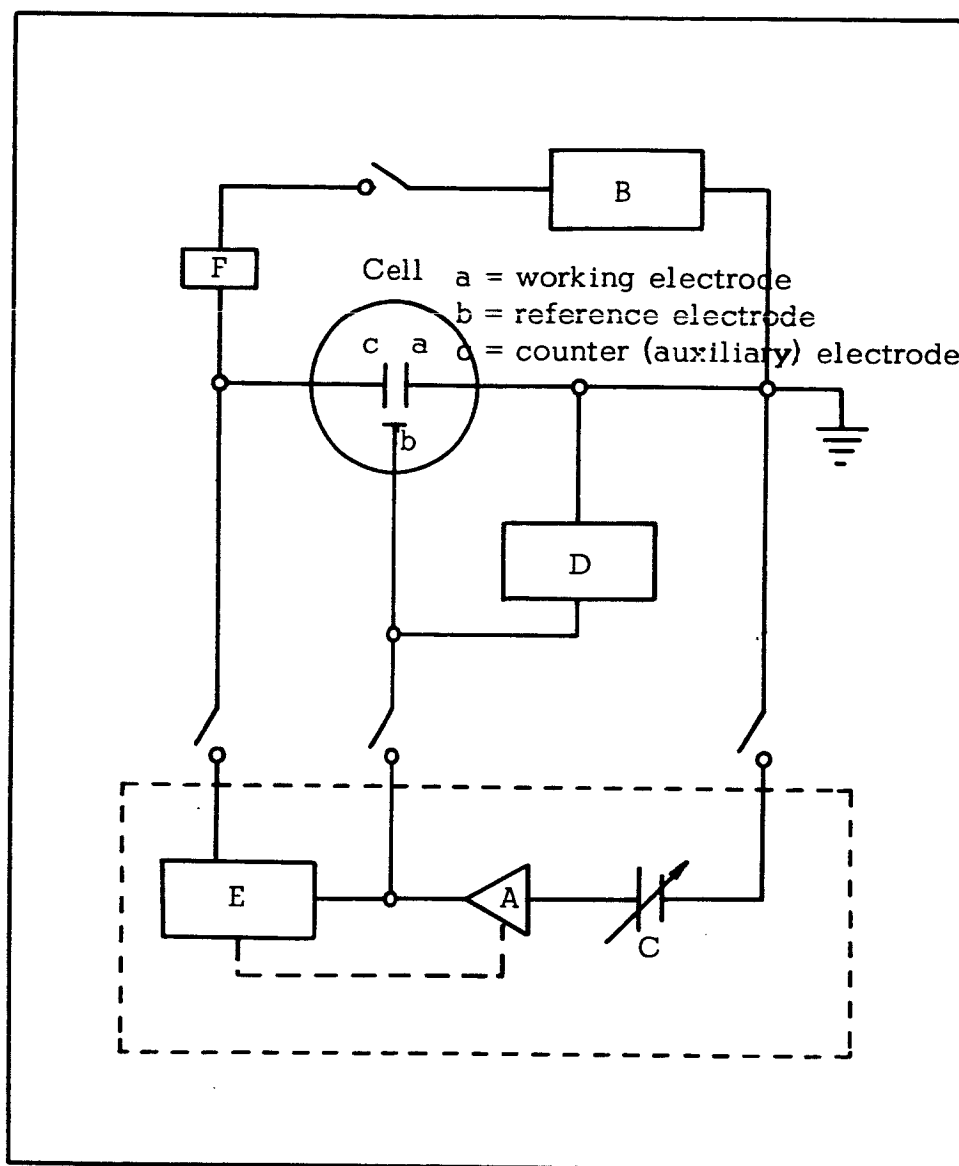 B
F
Cell
a = working electrode
b = reference electrode
c = counter (auxiliary) electrode
c a
b
D
E
A
C